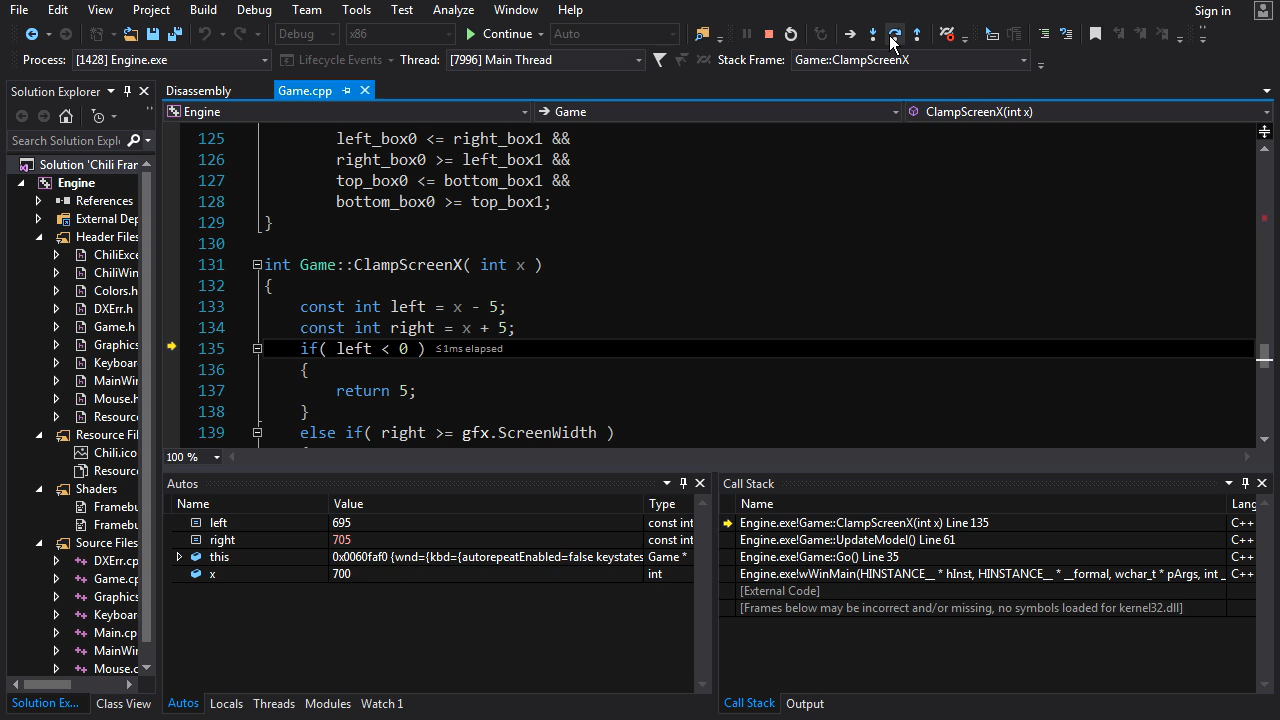 File Edit View Project Build Debug Team Tools Test Analyze Window Help Sign in
Debug x86 Continue Auto
Process: [1428] Engine.exe Lifecycle Events Thread: [7996] Main Thread Stack Frame: Game::ClampScreenX
Solution Explorer
Disassembly Game.cpp
Engine Game ClampScreenX(int x)
Search Solution Explo
Solution 'Chili Fran
Engine
References
External Dep
Header Files
ChiliExce
ChiliWin
Colors.h
DXErr.h
Game.h
Graphics
Keyboar
MainWin
Mouse.h
Resourc
Resource Fil
Chili.ico
Resourc
Shaders
Framebu
Framebu
Source Files
DXErr.cp
Game.cp
Graphics
Keyboar
Main.cp
MainWin
Mouse.c
Solution Ex... Class View
125 left_box0 <= right_box1 &&
126 right_box0 >= left_box1 &&
127 top_box0 <= bottom_box1 &&
128 bottom_box0 >= top_box1;
129 }
130
131 int Game::ClampScreenX( int x )
132 {
133 const int left = x - 5;
134 const int right = x + 5;
135 if( left < 0 ) ≤1ms elapsed
136 {
137 return 5;
138 }
139 else if( right >= gfx.ScreenWidth )
100 %
Autos
Name Value Type
left 695 const int
right 705 const int
this 0x0060faf0 {wnd={kbd={autorepeatEnabled=false keystates Game *
x 700 int
Autos Locals Threads Modules Watch 1
Call Stack
Name Lang
Engine.exe!Game::ClampScreenX(int x) Line 135 C++
Engine.exe!Game::UpdateModel() Line 61 C++
Engine.exe!Game::Go() Line 35 C++
Engine.exe!wWinMain(HINSTANCE__ * hInst, HINSTANCE__ * __formal, wchar_t * pArgs, int _ C++
[External Code]
[Frames below may be incorrect and/or missing, no symbols loaded for kernel32.dll]
Call Stack Output